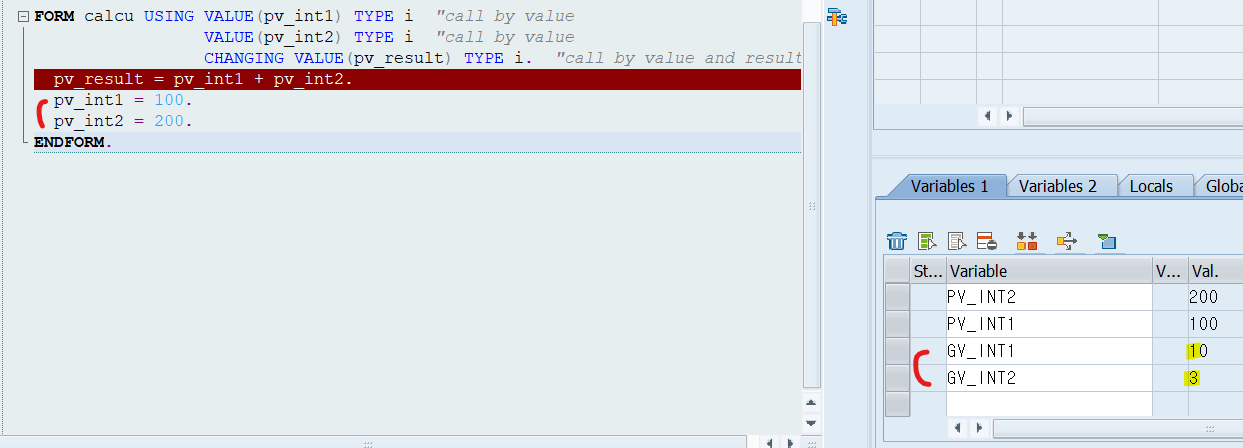 FORM calcu USING VALUE(pv_int1) TYPE i "call by value
VALUE(pv_int2) TYPE i "call by value
CHANGING VALUE(pv_result) TYPE i. "call by value and result
pv_result = pv_int1 + pv_int2.
pv_int1 = 100.
pv_int2 = 200.
ENDFORM.
Variables 1 Variables 2 Locals Globa
St... Variable V... Val.
PV_INT2 200
PV_INT1 100
GV_INT1 10
GV_INT2 3